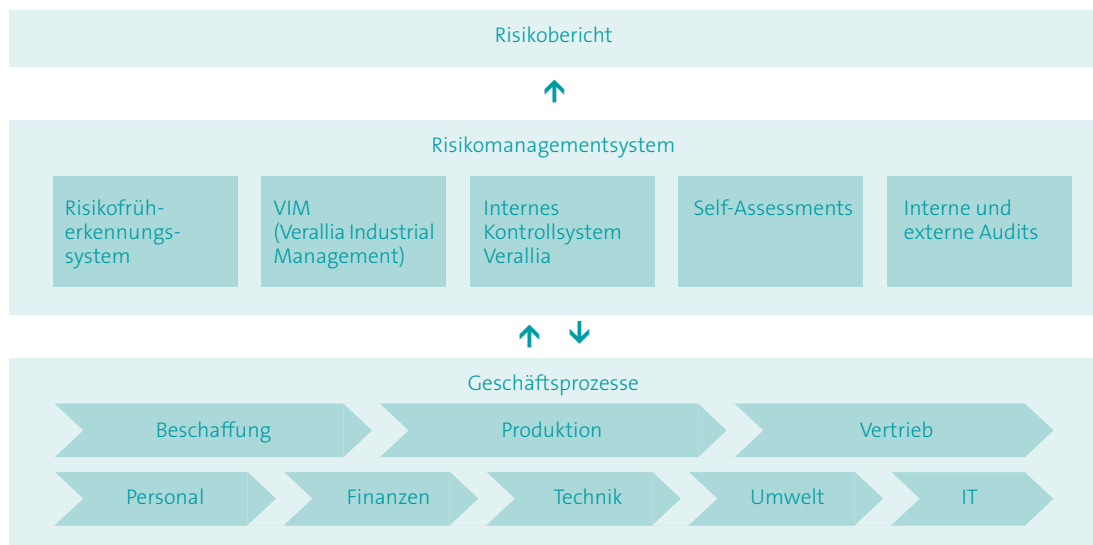 Risikobericht
Risikomanagementsystem
Risikofrüh-
erkennungs-
system
VIM
(Verallia Industrial
Management)
Internes
Kontrollsystem
Verallia
Self-Assessments
Interne und
externe Audits
Geschäftsprozesse
Beschaffung
Produktion
Vertrieb
Personal
Finanzen
Technik
Umwelt
IT